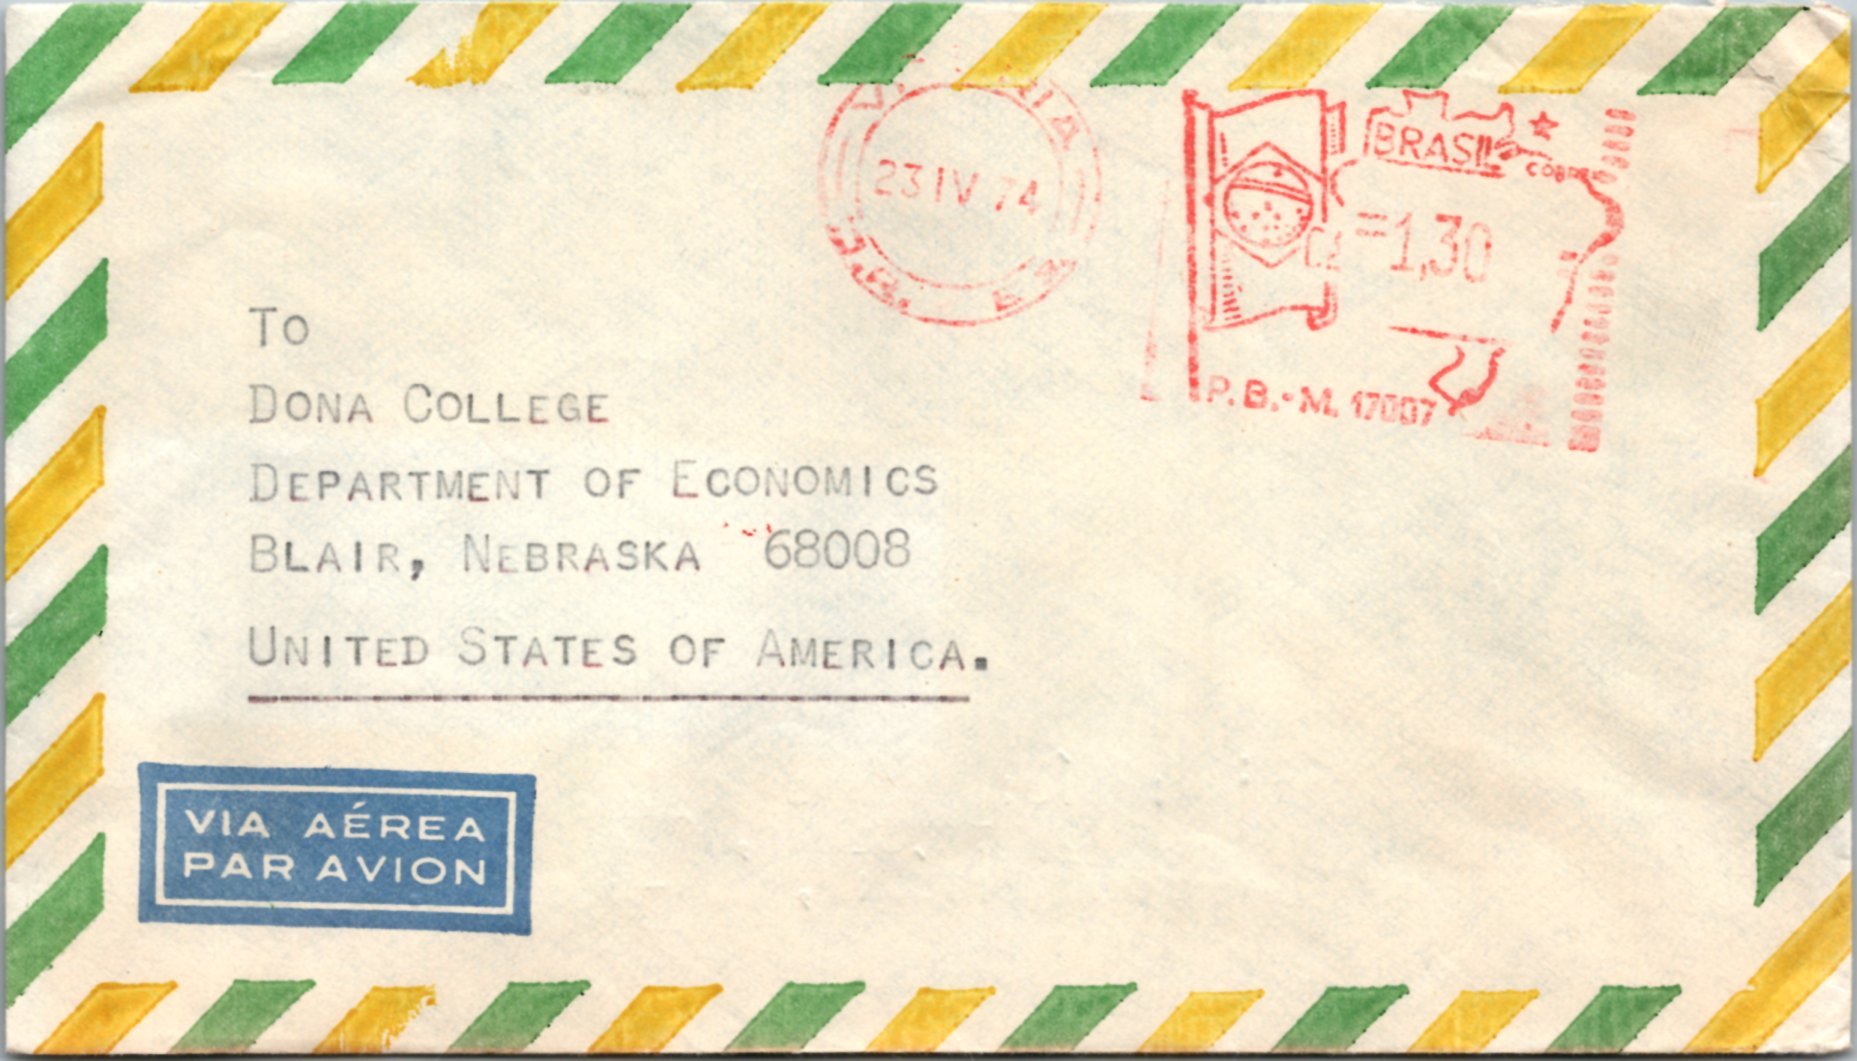 23 IV 74
BRASIL
COBRE
=1,30
P.B.-M. 17007
To
DONA COLLEGE
DEPARTMENT OF ECONOMICS
BLAIR, NEBRASKA 68008
UNITED STATES OF AMERICA.
VIA AÉREA
PAR AVION